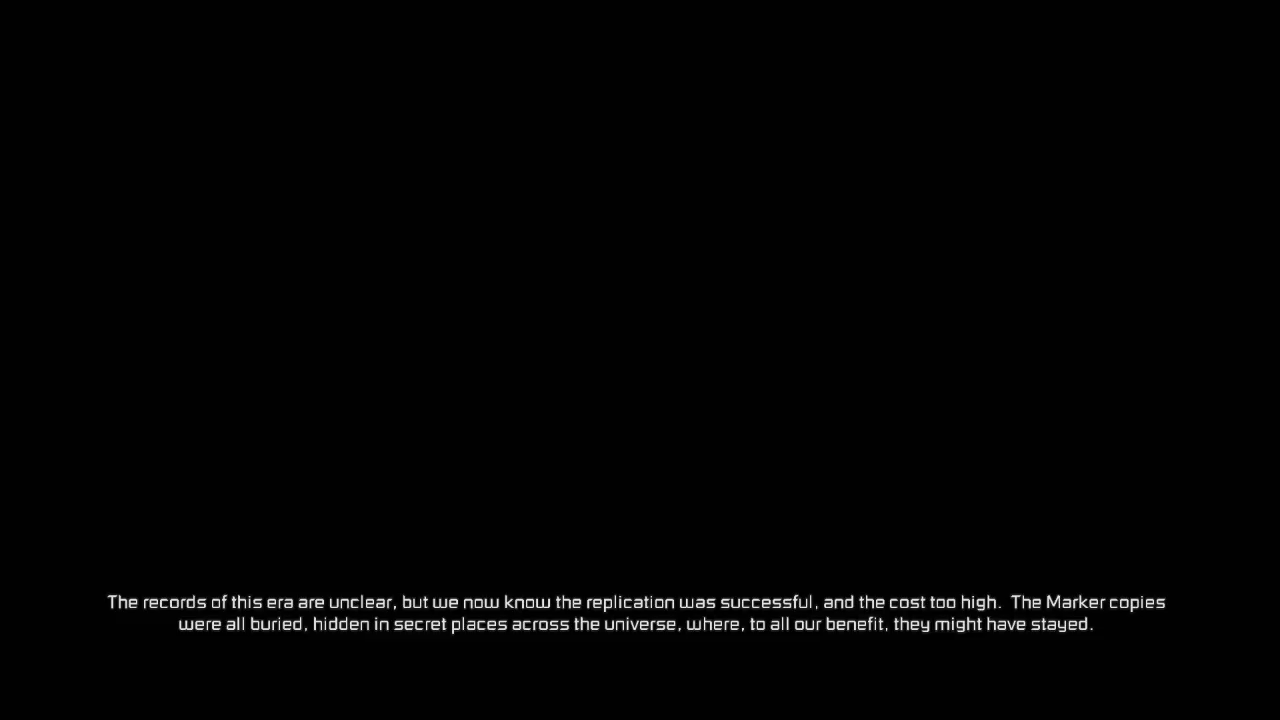 The records of this era are unclear, but we now know the replication was successful, and the cost too high.  The Marker copies
were all buried, hidden in secret places across the universe, where, to all our benefit, they might have stayed.